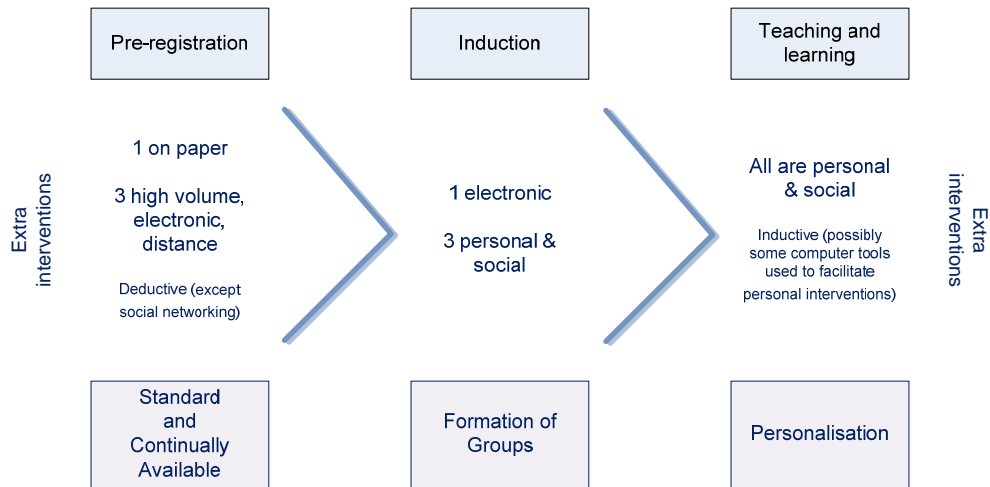 Pre-registration
Induction
Teaching and
learning
Extra
interventions
1 on paper
3 high volume,
electronic,
distance
Deductive (except
social networking)
1 electronic
3 personal &
social
All are personal
& social
Inductive (possibly
some computer tools
used to facilitate
personal interventions)
Extra
interventions
Standard
and
Continually
Available
Formation of
Groups
Personalisation